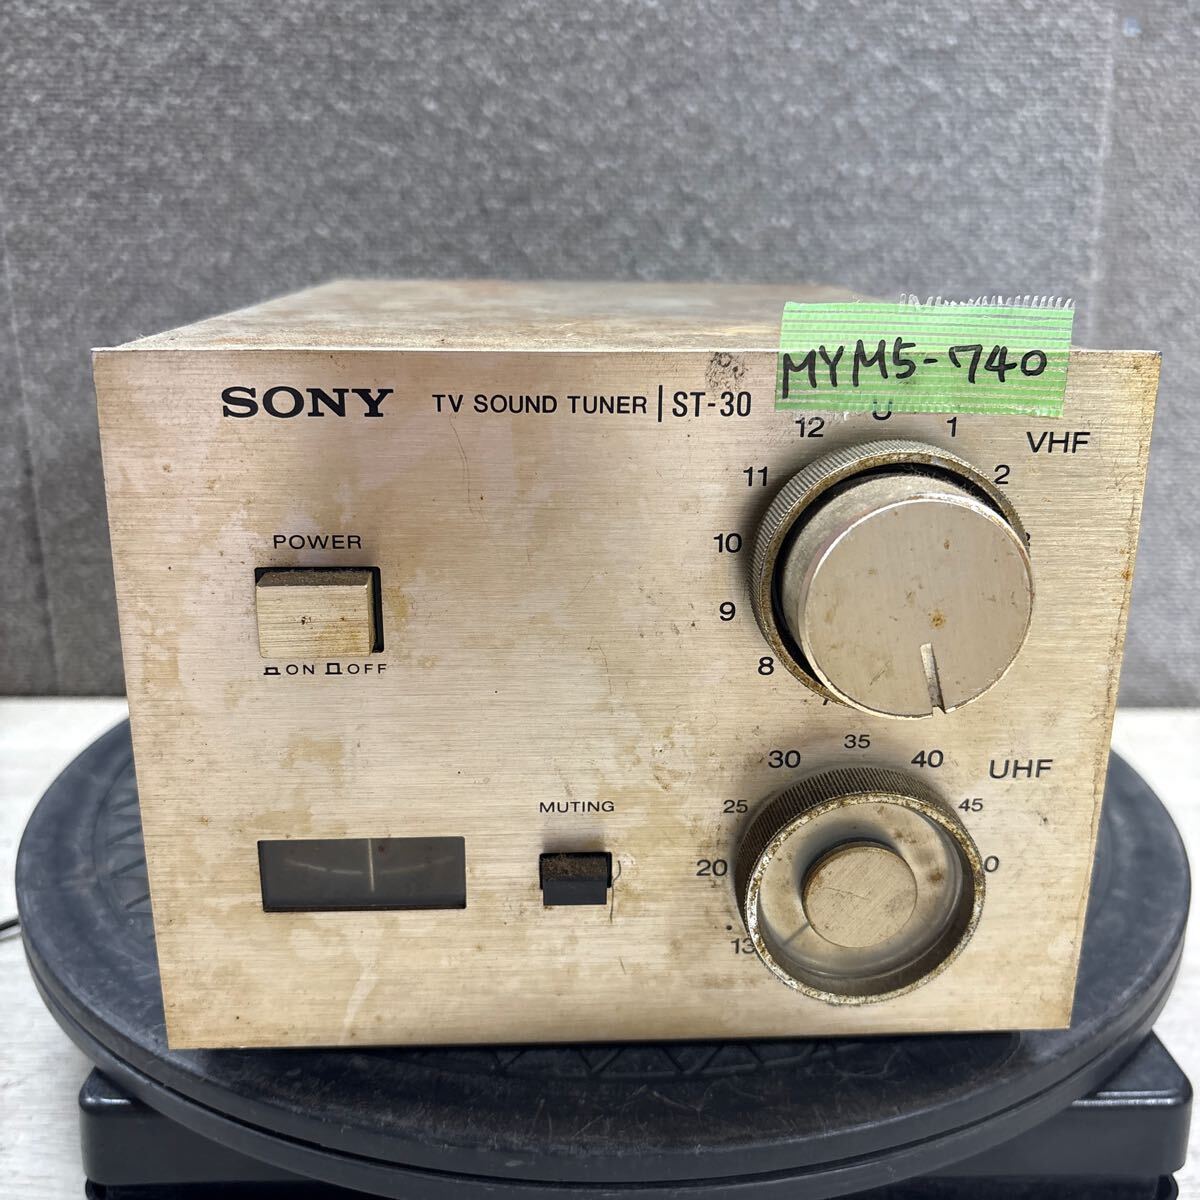 MYM5-740
SONY TV SOUND TUNER | ST-30
U
12
1
VHF
11
2
10
9
8
POWER
ON OFF
35
30
40
UHF
25
45
20
13
MUTING